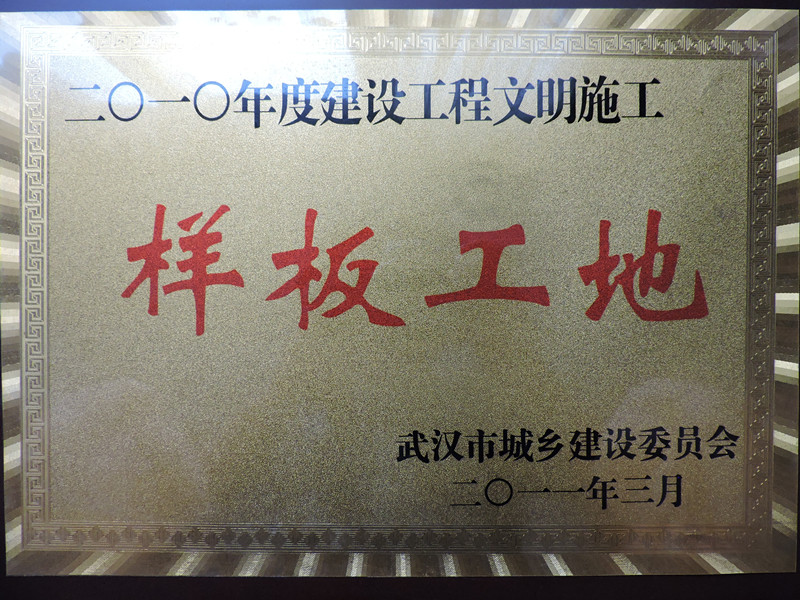 二〇一〇年度建设工程文明施工
样板工地
武汉市城乡建设委员会
二〇一一年三月